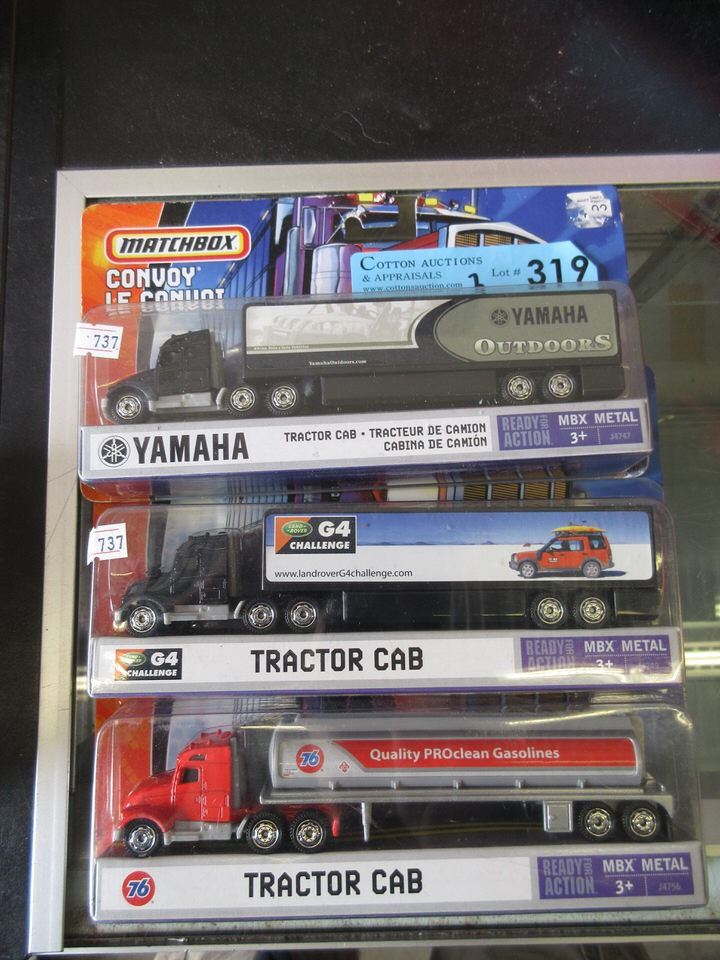 MATCHBOX
CONVOY
LE CONVOI
COTTON AUCTIONS
& APPRAISALS
www.cottonsauction.com
1 Lot # 319
737
YAMAHA
OUTDOORS
YamahaOutdoors.com
YAMAHA
TRACTOR CAB • TRACTEUR DE CAMION
CABINA DE CAMIÓN
READY FOR ACTION
MBX METAL
3+ J4747
737
LAND ROVER
G4
CHALLENGE
www.landroverG4challenge.com
G4
CHALLENGE
TRACTOR CAB
READY FOR ACTION
MBX METAL
3+
76
Quality PROclean Gasolines
76
TRACTOR CAB
READY FOR ACTION
MBX METAL
3+ J4756